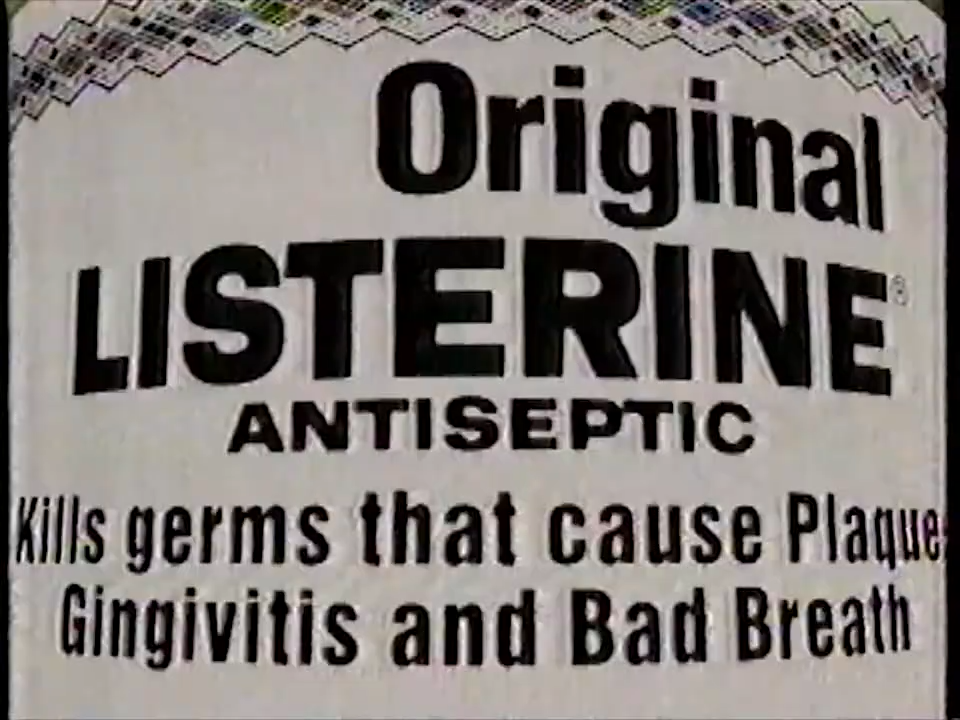 Original
LISTERINE®
ANTISEPTIC
Kills germs that cause Plaque,
Gingivitis and Bad Breath